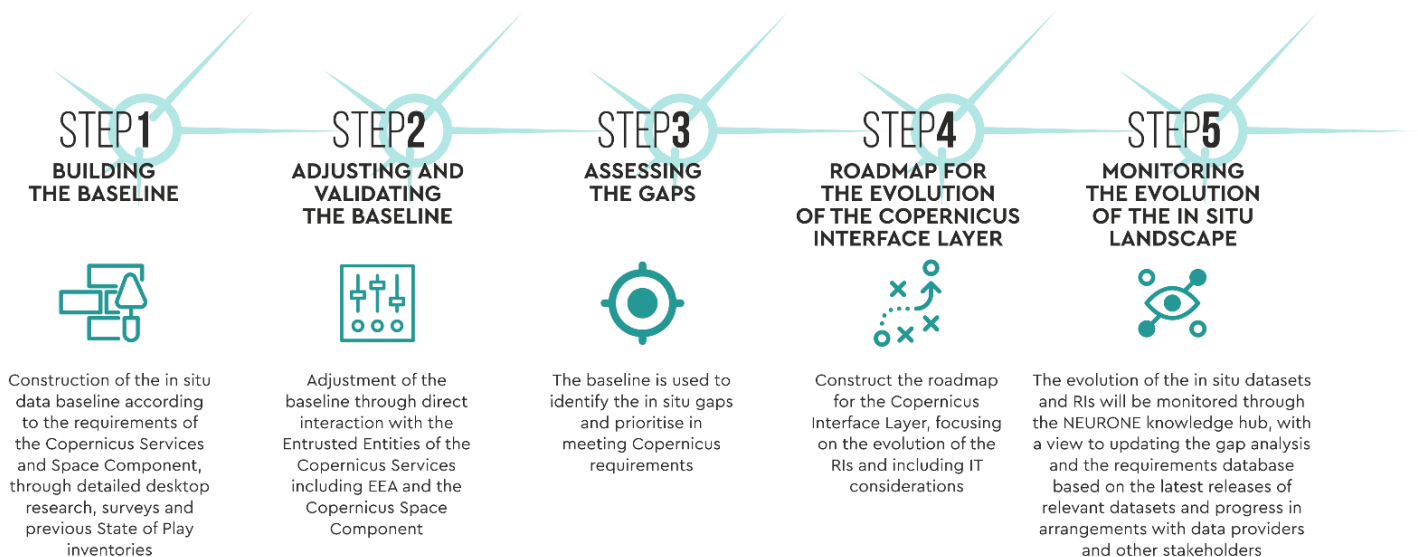 STEP1
BUILDING
THE BASELINE
Construction of the in situ
data baseline according
to the requirements of
the Copernicus Services
and Space Component,
through detailed desktop
research, surveys and
previous State of Play
inventories
STEP2
ADJUSTING AND
VALIDATING
THE BASELINE
Adjustment of the
baseline through direct
interaction with the
Entrusted Entities of the
Copernicus Services
including EEA and the
Copernicus Space
Component
STEP3
ASSESSING
THE GAPS
The baseline is used to
identify the in situ gaps
and prioritise in
meeting Copernicus
requirements
STEP4
ROADMAP FOR
THE EVOLUTION
OF THE COPERNICUS
INTERFACE LAYER
Construct the roadmap
for the Copernicus
Interface Layer, focusing
on the evolution of the
RIs and including IT
considerations
STEP5
MONITORING
THE EVOLUTION
OF THE IN SITU
LANDSCAPE
The evolution of the in situ datasets
and RIs will be monitored through
the NEURONE knowledge hub, with
a view to updating the gap analysis
and the requirements database
based on the latest releases of
relevant datasets and progress in
arrangements with data providers
and other stakeholders